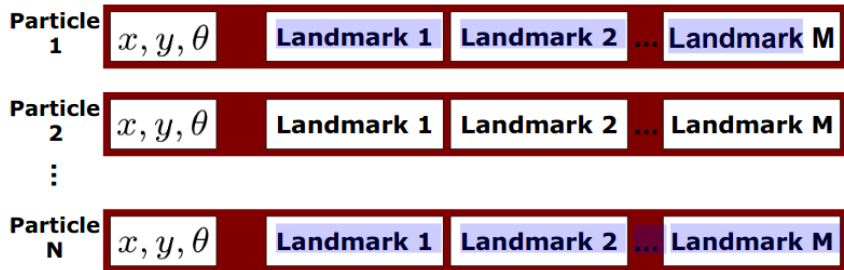 Particle 1 x, y, θ Landmark 1 Landmark 2 ... Landmark M
Particle 2 x, y, θ Landmark 1 Landmark 2 ... Landmark M
⋮
Particle N x, y, θ Landmark 1 Landmark 2 ... Landmark M